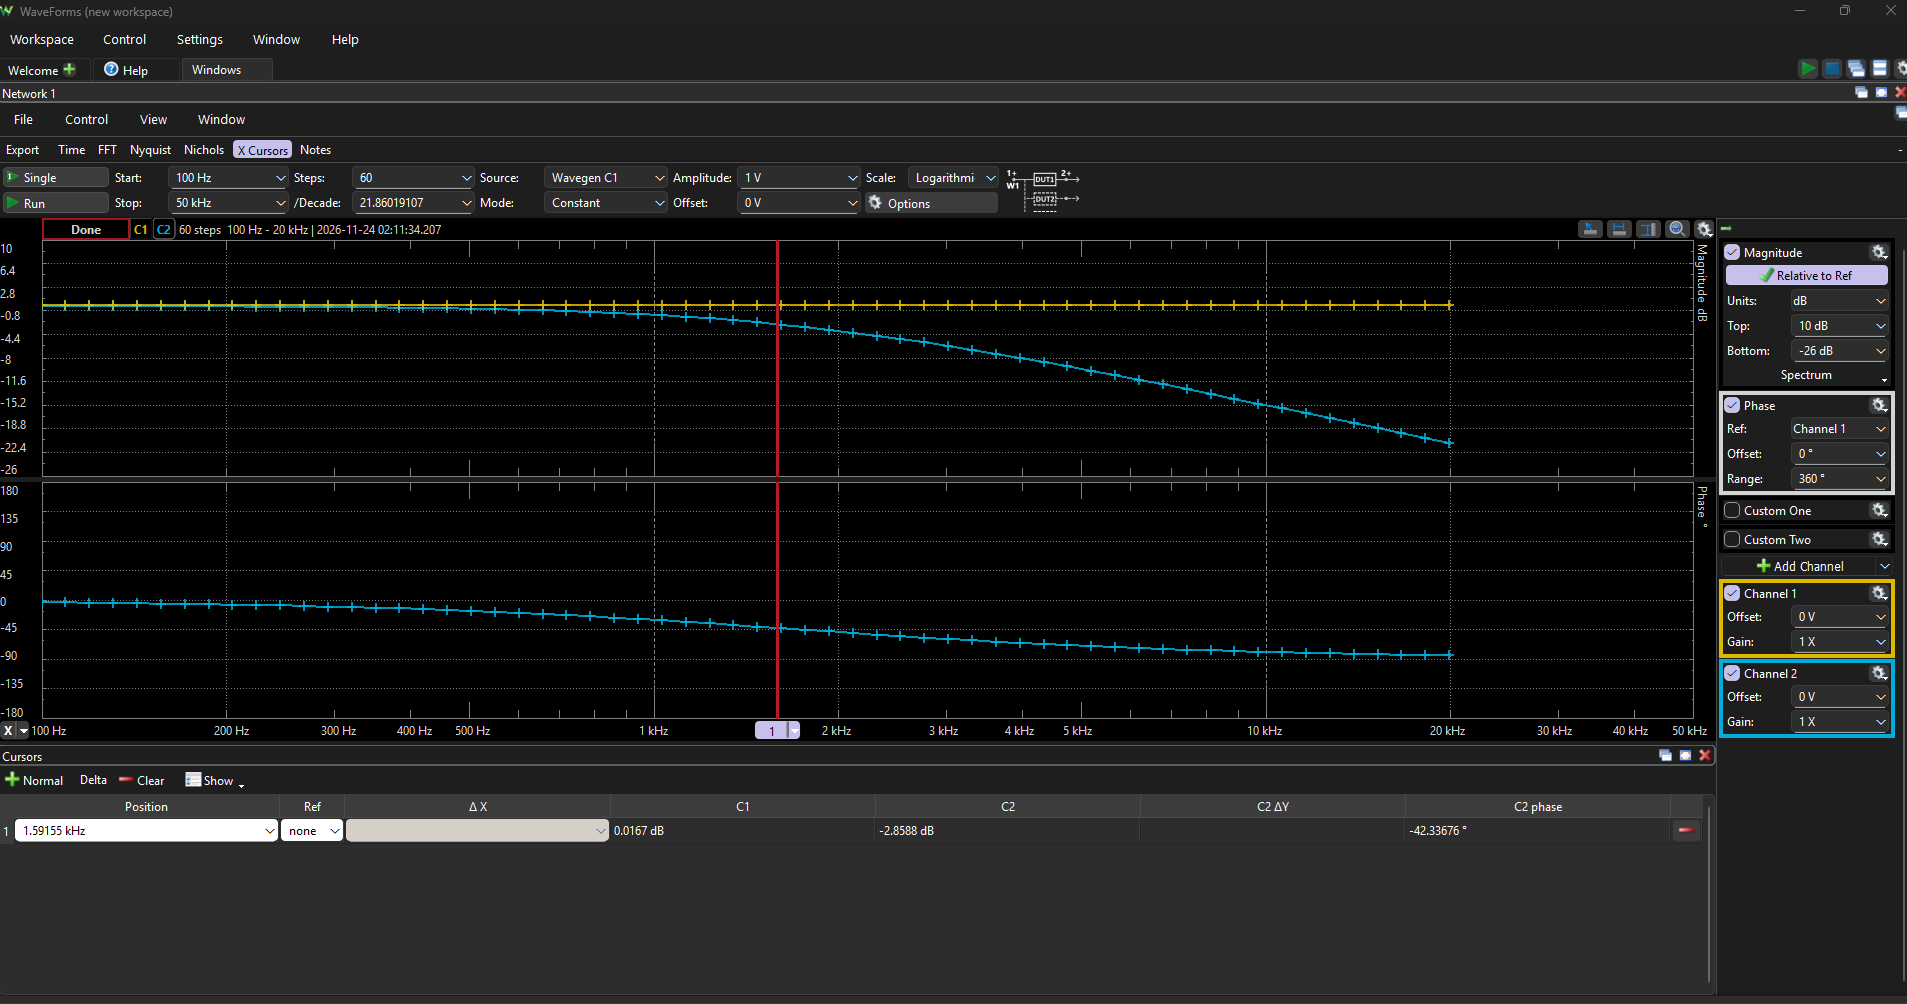 WaveForms (new workspace)
Workspace Control Settings Window Help
Welcome Help Windows
Network 1
File Control View Window
Export Time FFT Nyquist Nichols X Cursors Notes
Single Start: 100 Hz Steps: 60 Source: Wavegen C1 Amplitude: 1 V Scale: Logarithmi
Run Stop: 50 kHz /Decade: 21.86019107 Mode: Constant Offset: 0 V Options
1+ W1 DUT1 2+ DUT2
Done C1 C2 60 steps 100 Hz - 20 kHz | 2026-11-24 02:11:34.207
10
6.4
2.8
-0.8
-4.4
-8
-11.6
-15.2
-18.8
-22.4
-26
Magnitude dB
180
135
90
45
0
-45
-90
-135
-180
Phase °
X 100 Hz 200 Hz 300 Hz 400 Hz 500 Hz 1 kHz 1 2 kHz 3 kHz 4 kHz 5 kHz 10 kHz 20 kHz 30 kHz 40 kHz 50 kHz
Magnitude
Relative to Ref
Units: dB
Top: 10 dB
Bottom: -26 dB
Spectrum
Phase
Ref: Channel 1
Offset: 0 °
Range: 360 °
Custom One
Custom Two
Add Channel
Channel 1
Offset: 0 V
Gain: 1 X
Channel 2
Offset: 0 V
Gain: 1 X
Cursors
Normal Delta Clear Show
Position Ref Δ X C1 C2 C2 ΔY C2 phase
1 1.59155 kHz none 0.0167 dB -2.8588 dB -42.33676 °